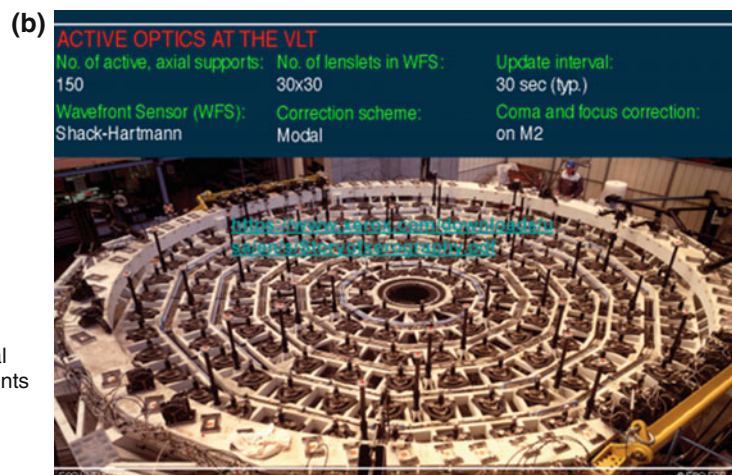 (b)
ACTIVE OPTICS AT THE VLT
No. of active, axial supports: No. of lenslets in WFS: Update interval:
150 30x30 30 sec (typ.)
Wavefront Sensor (WFS): Correction scheme: Coma and focus correction:
Shack-Hartmann Modal on M2
https://www.xerox.com/downloads/u
sa/en/s/Storyofxerography.pdf
al
nts